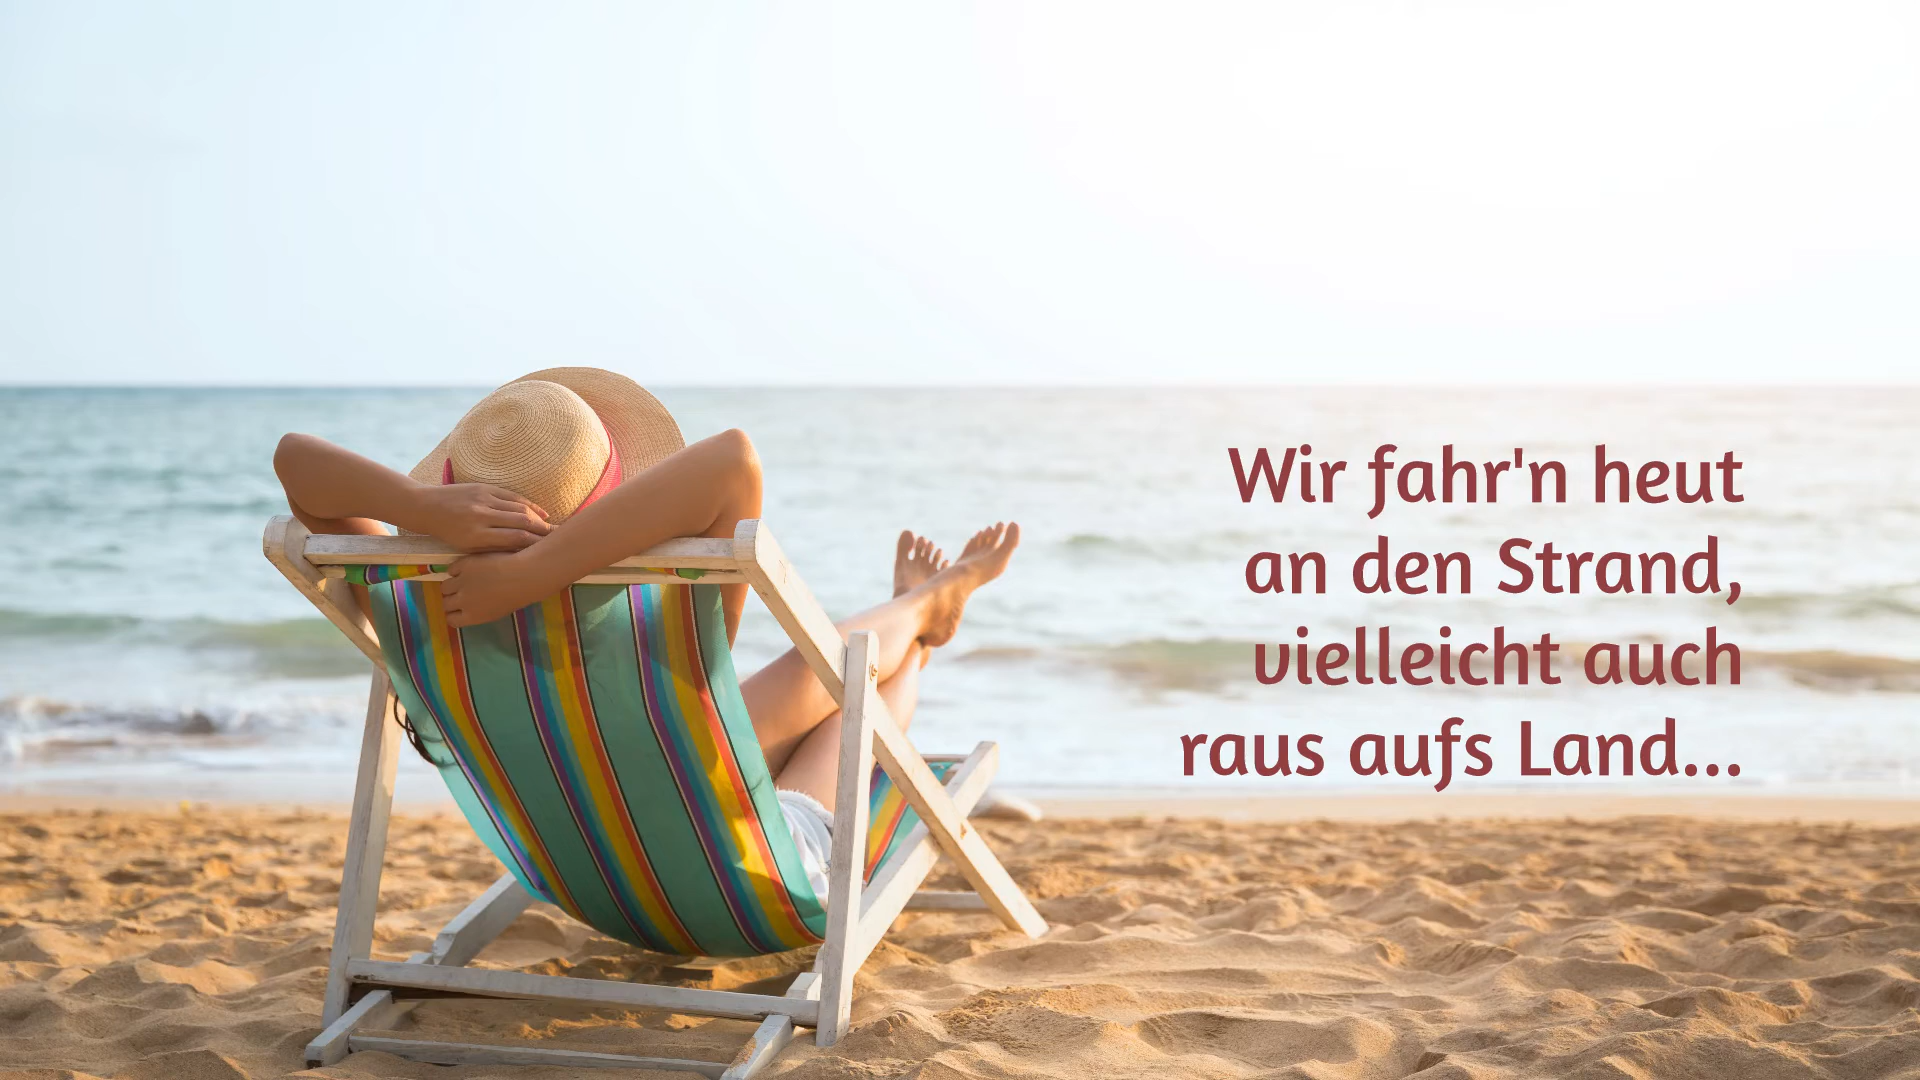 Wir fahr'n heut
an den Strand,
vielleicht auch
raus aufs Land...